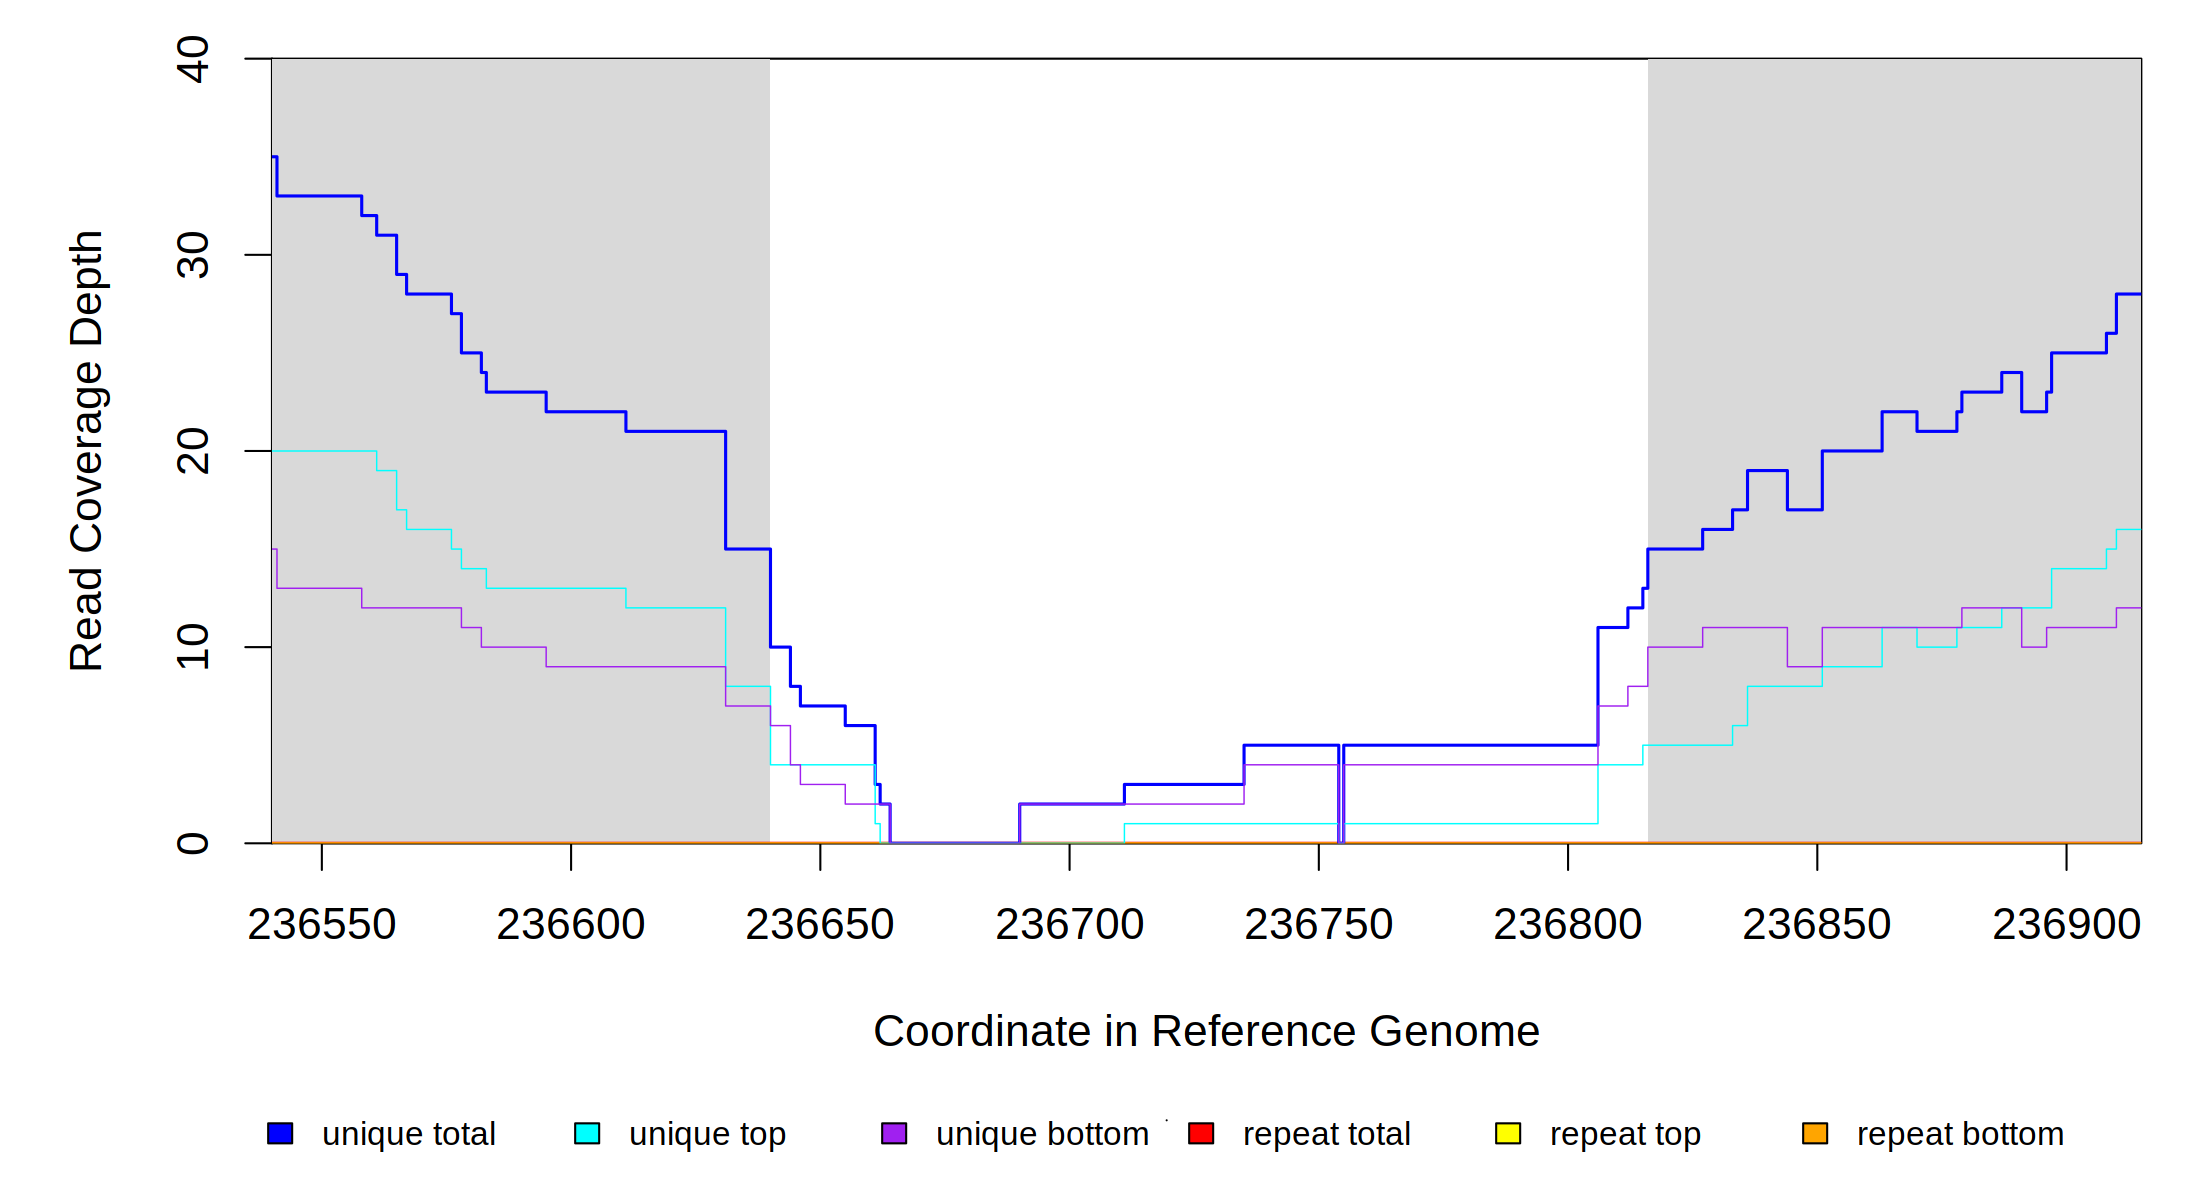 40
30
20
10
0
Read Coverage Depth
236550 236600 236650 236700 236750 236800 236850 236900
Coordinate in Reference Genome
unique total unique top unique bottom repeat total repeat top repeat bottom